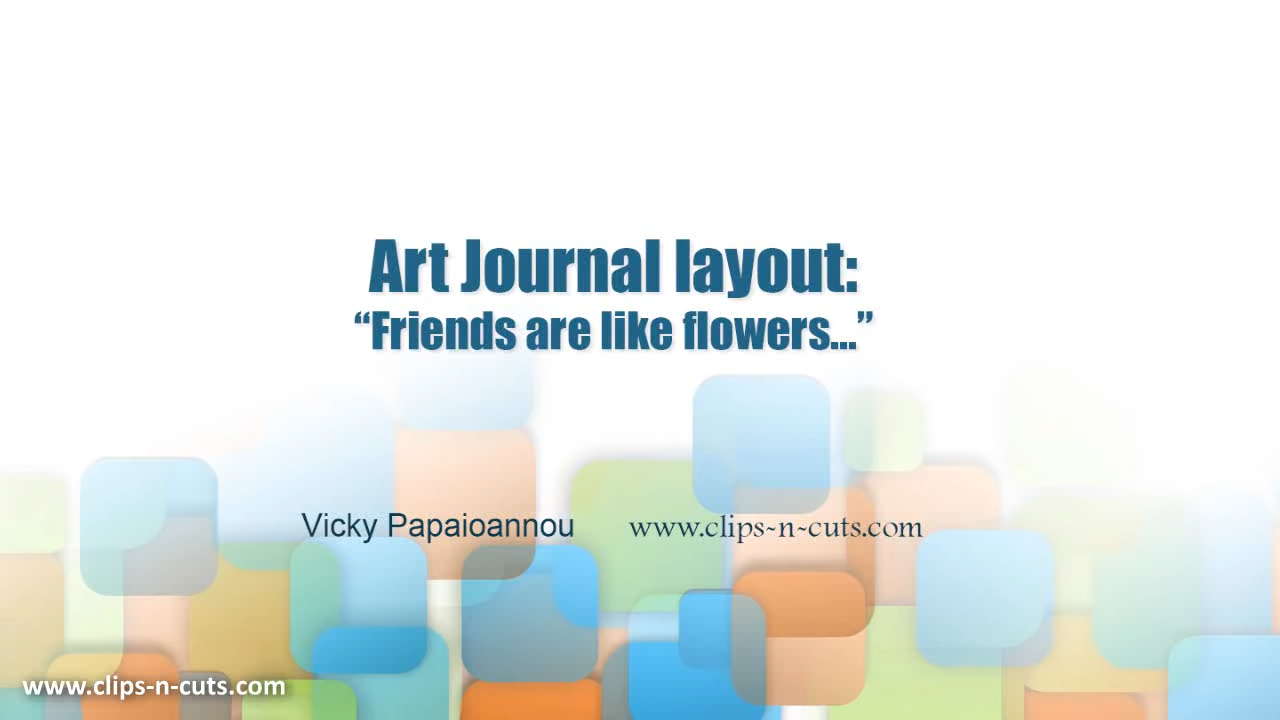 Art Journal layout:
“Friends are like flowers...”
Vicky Papaioannou www.clips-n-cuts.com
www.clips-n-cuts.com